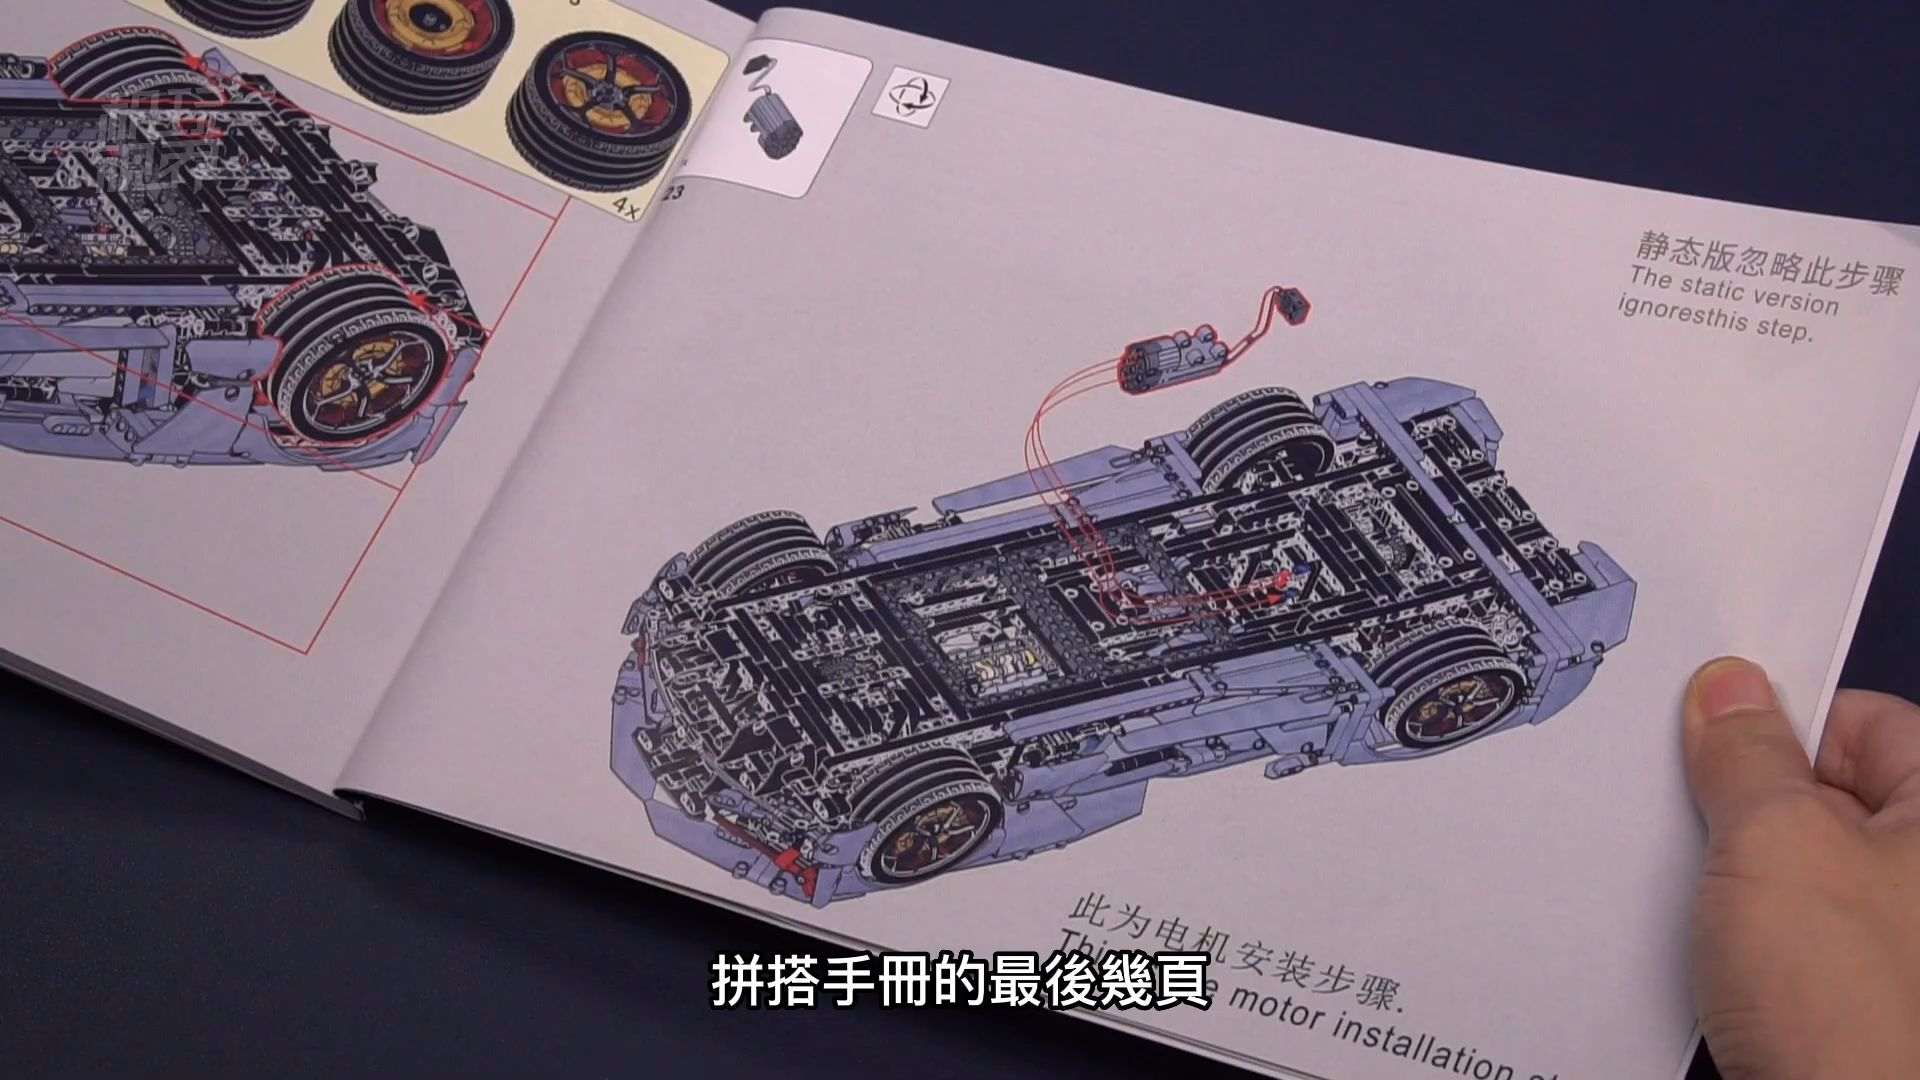 4x
23
静态版忽略此步骤
The static version
ignoresthis step.
此为电机安装步骤.
motor installation
拼搭手冊的最後幾頁